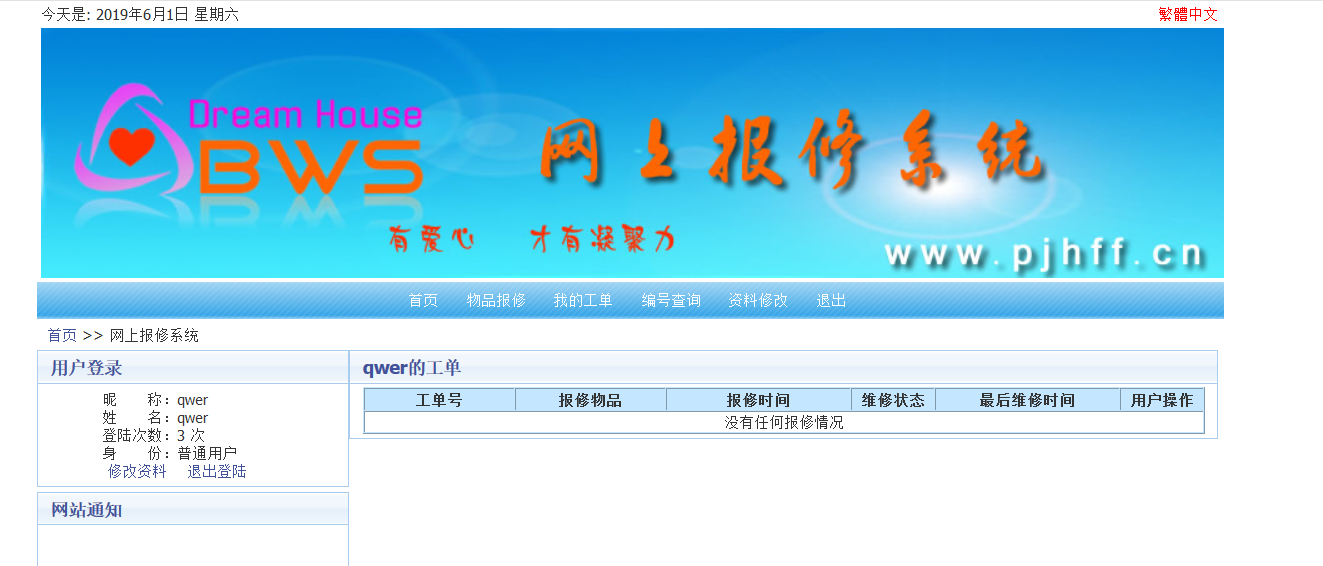 今天是: 2019年6月1日 星期六 繁體中文
Dream House
BWS
网上报修系统
有爱心 才有凝聚力
www.pjhff.cn
首页 物品报修 我的工单 编号查询 资料修改 退出
首页 >> 网上报修系统
用户登录
昵 称：qwer
姓 名：qwer
登陆次数：3 次
身 份：普通用户
修改资料 退出登陆
网站通知
qwer的工单
工单号 报修物品 报修时间 维修状态 最后维修时间 用户操作
没有任何报修情况